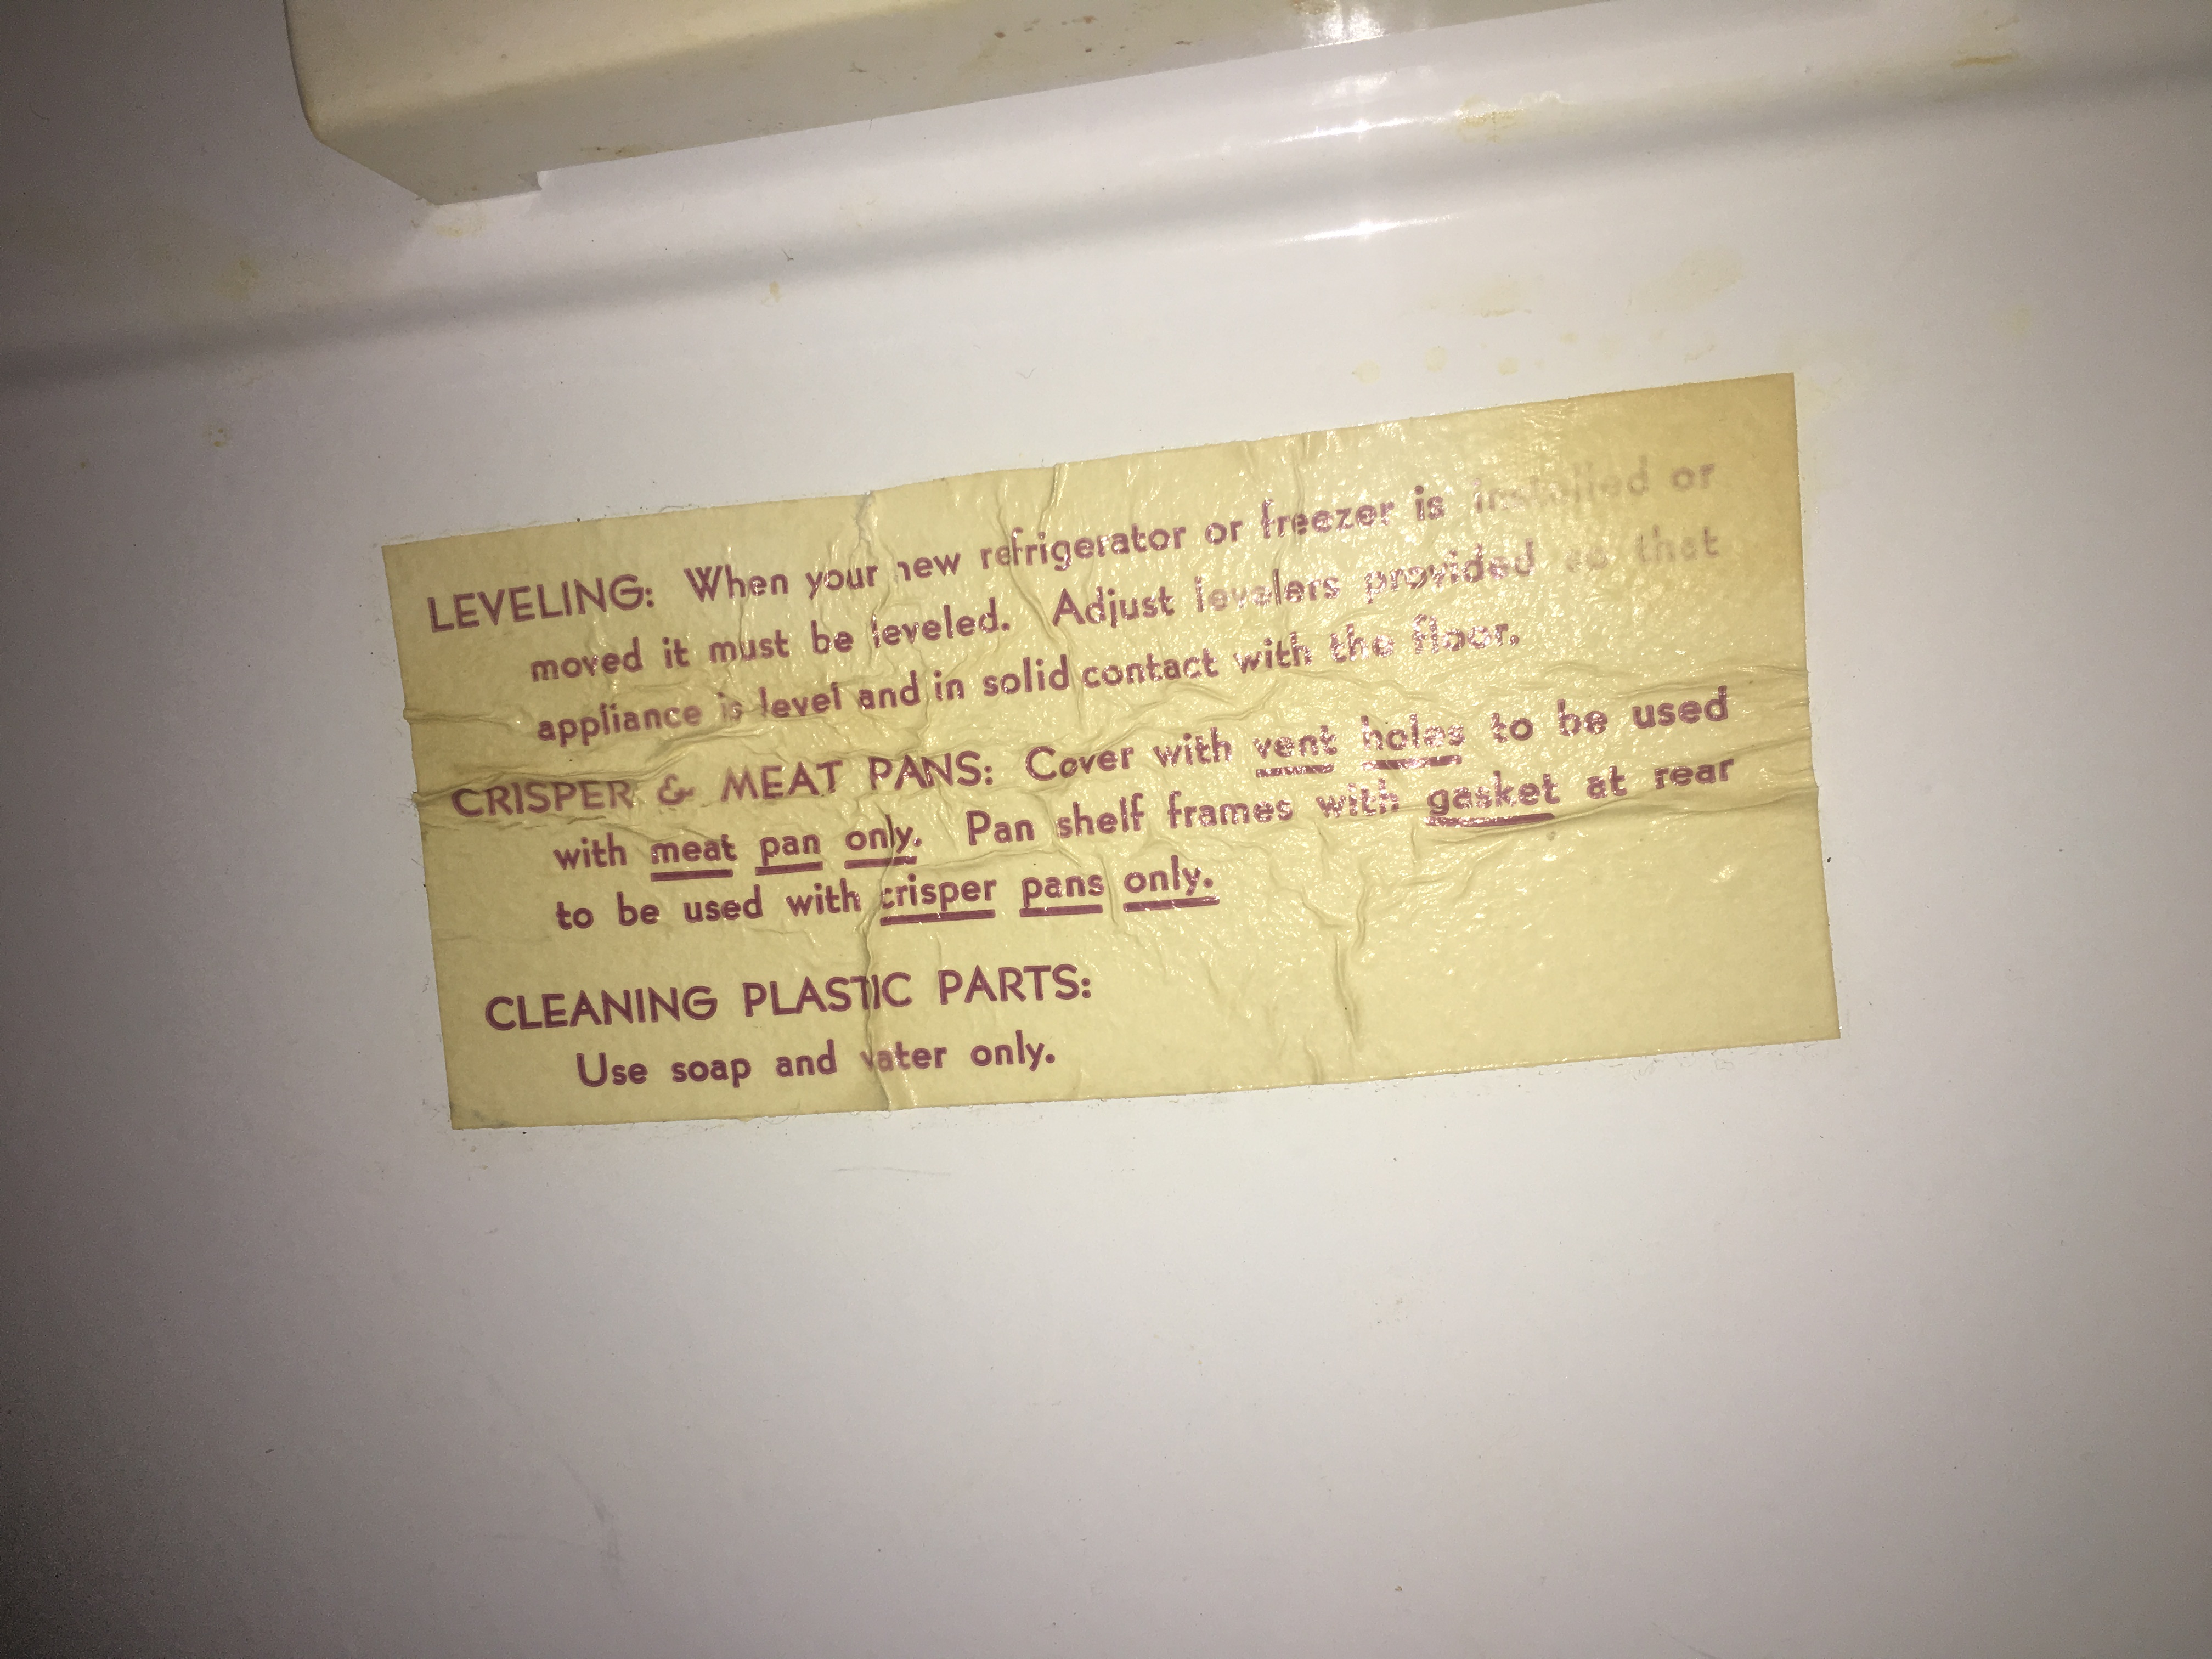 LEVELING: When your new refrigerator or freezer is installed or
moved it must be leveled. Adjust levelers provided so that
appliance is level and in solid contact with the floor.
CRISPER & MEAT PANS: Cover with vent holes to be used
with meat pan only. Pan shelf frames with gasket at rear
to be used with crisper pans only.
CLEANING PLASTIC PARTS:
Use soap and water only.